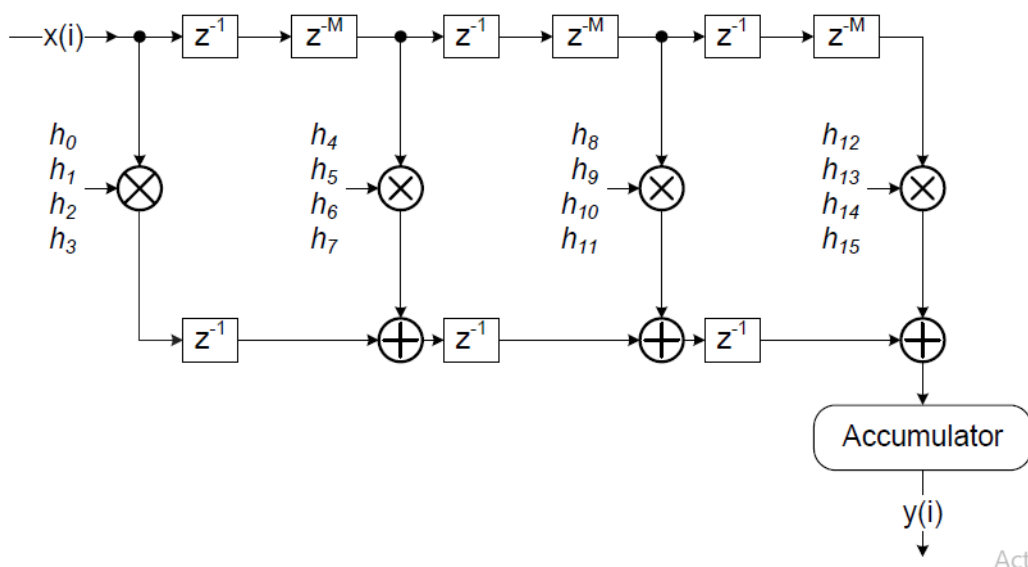 x(i) z⁻¹ z⁻ᴹ z⁻¹ z⁻ᴹ z⁻¹ z⁻ᴹ
h₀ h₄ h₈ h₁₂
h₁ h₅ h₉ h₁₃
h₂ h₆ h₁₀ h₁₄
h₃ h₇ h₁₁ h₁₅
z⁻¹ z⁻¹ z⁻¹
Accumulator
y(i)
Act